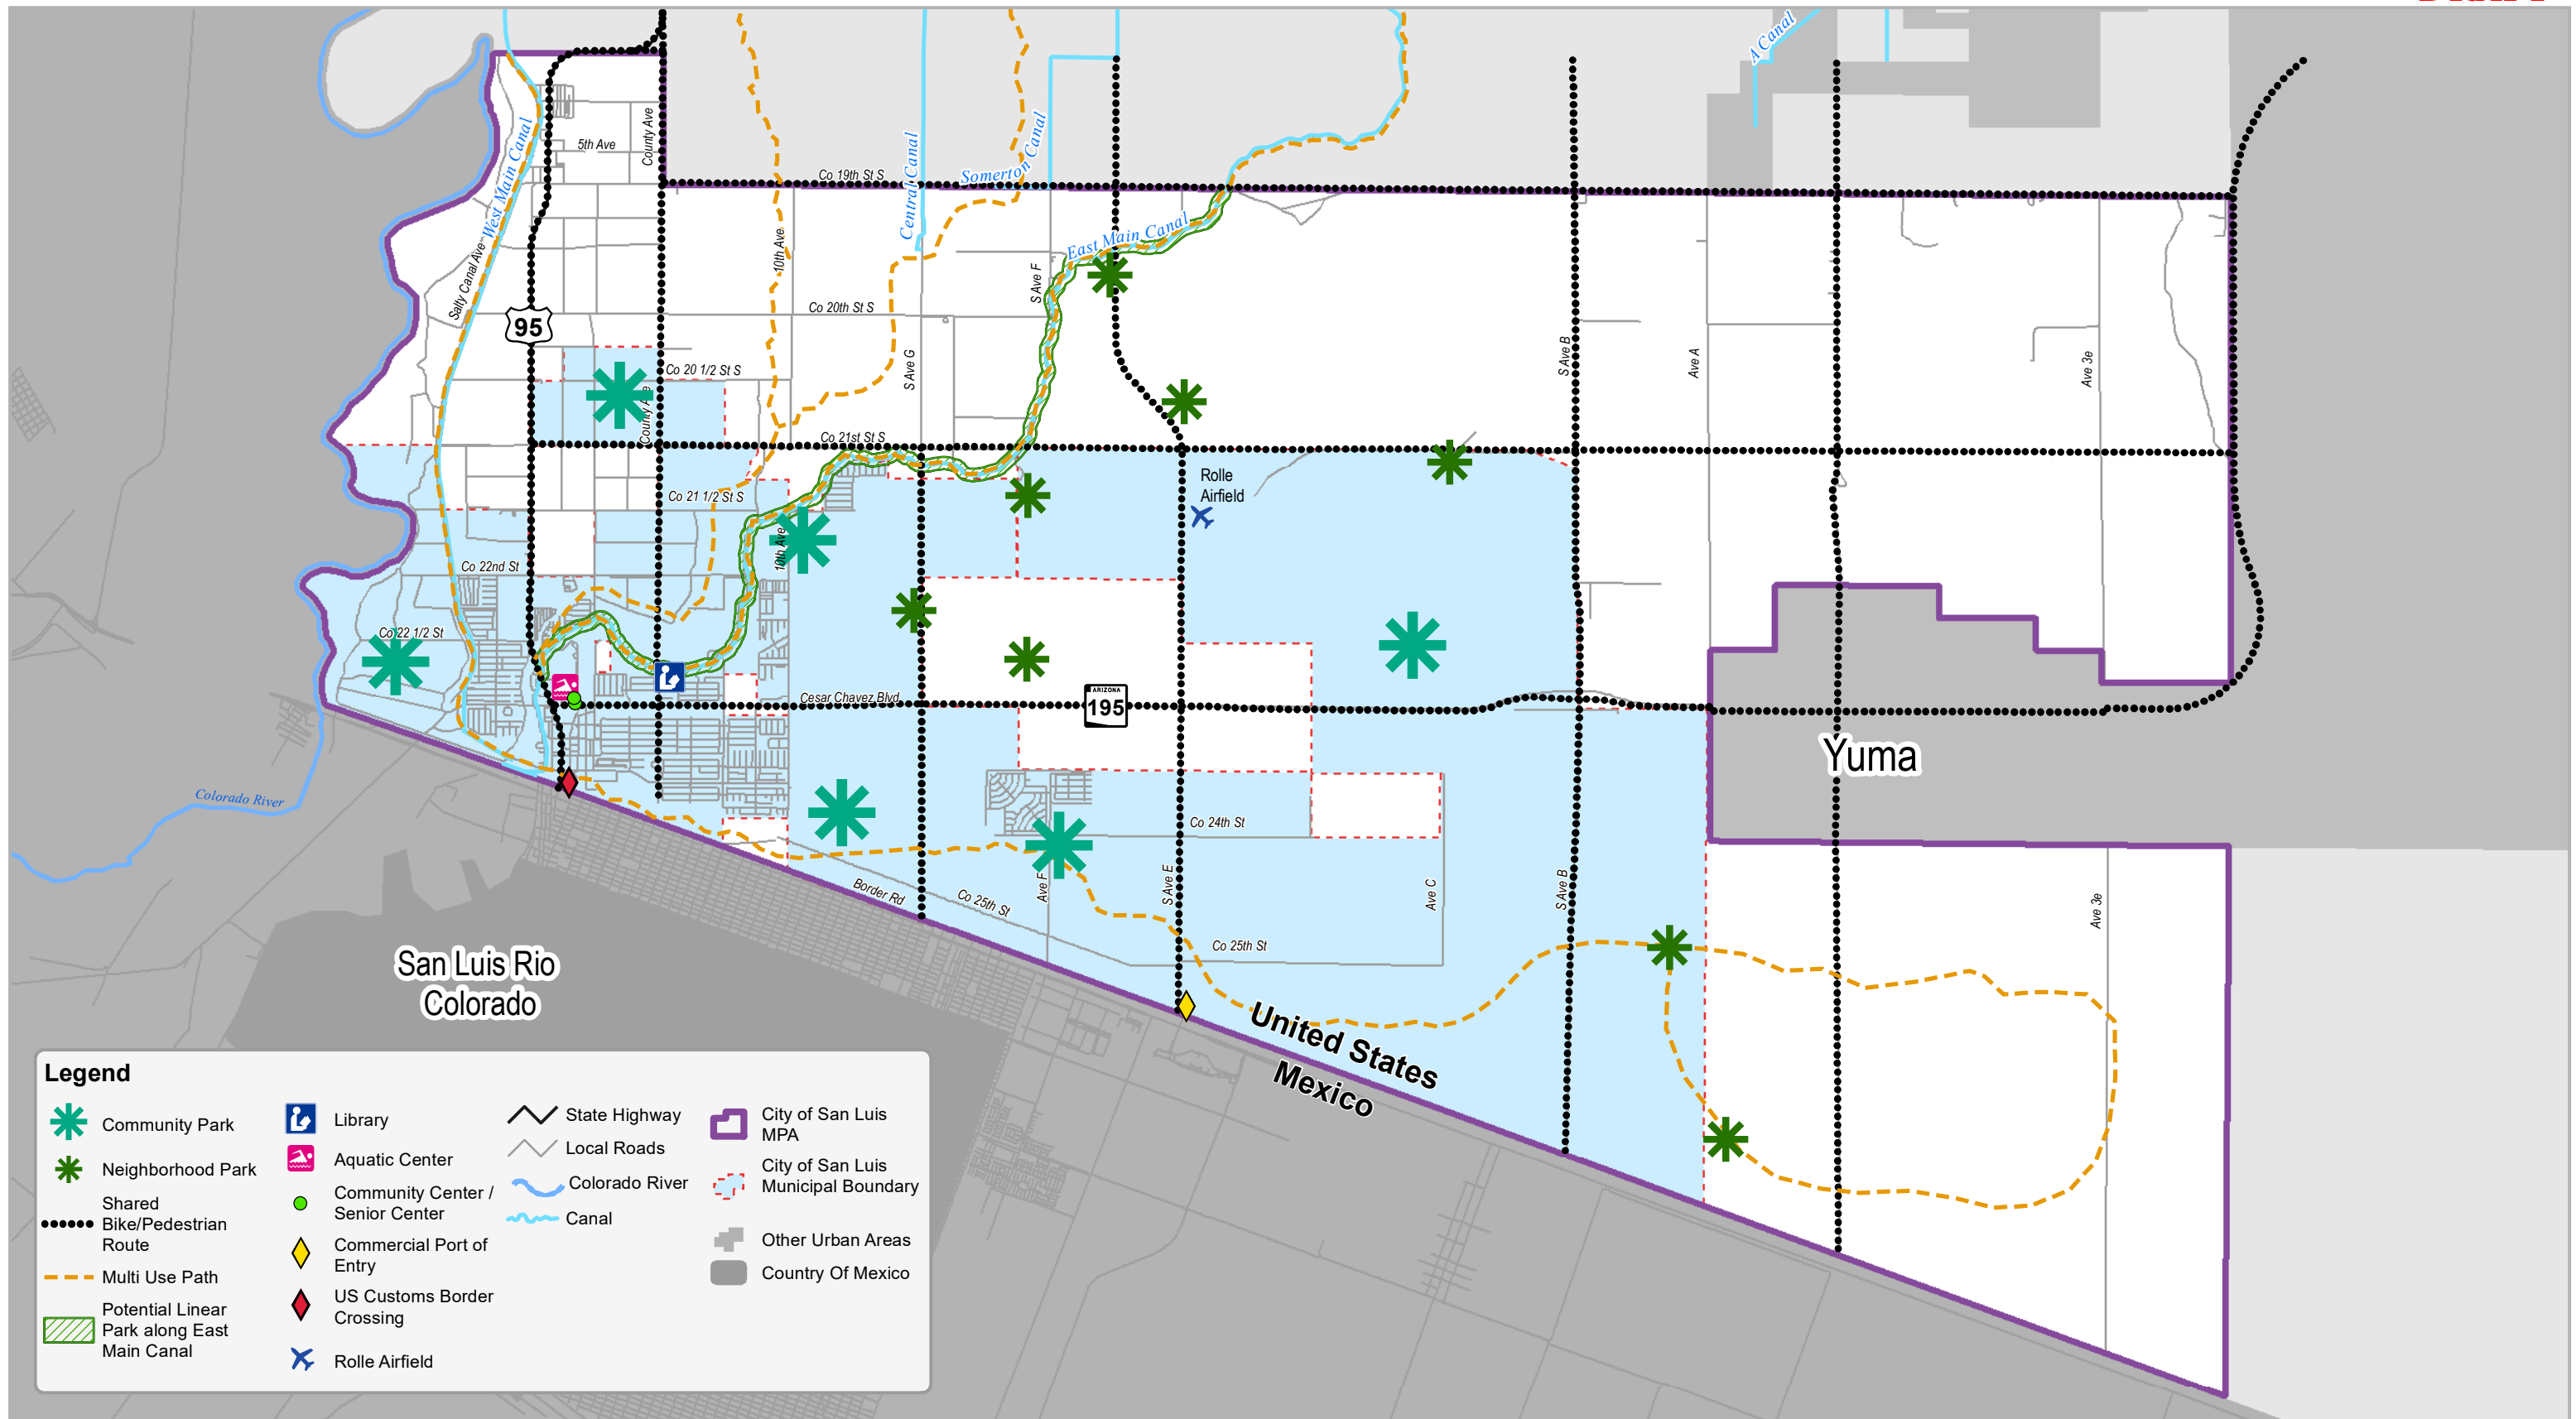 A Canal
County Ave
5th Ave
West Main Canal
Central Canal
Somerton Canal
Co 19th St S
Salty Canal Ave
10th Ave
East Main Canal
S Ave F
95
Co 20th St S
S Ave G
S Ave B
Ave A
Ave 3e
Co 20 1/2 St S
County Ave
Co 21st St S
Rolle
Airfield
Co 21 1/2 St S
10th Ave
Co 22nd St
Co 22 1/2 St
Cesar Chavez Blvd
ARIZONA
195
Yuma
Colorado River
Co 24th St
Border Rd
Co 25th St
Ave F
S Ave E
Ave C
S Ave B
Ave 3e
Co 25th St
San Luis Rio
Colorado
United States
Mexico
Legend
Community Park
Neighborhood Park
Shared
Bike/Pedestrian
Route
Multi Use Path
Potential Linear
Park along East
Main Canal
Library
Aquatic Center
Community Center /
Senior Center
Commercial Port of
Entry
US Customs Border
Crossing
Rolle Airfield
State Highway
Local Roads
Colorado River
Canal
City of San Luis
MPA
City of San Luis
Municipal Boundary
Other Urban Areas
Country Of Mexico